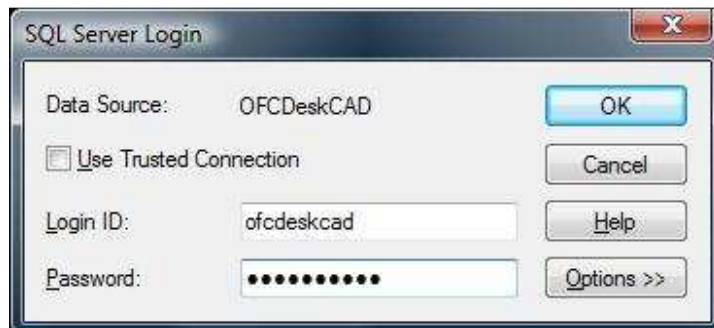 SQL Server Login
Data Source: OFCDeskCAD OK
Use Trusted Connection Cancel
Login ID: ofcdeskcad Help
Password: ●●●●●●●●●● Options >>